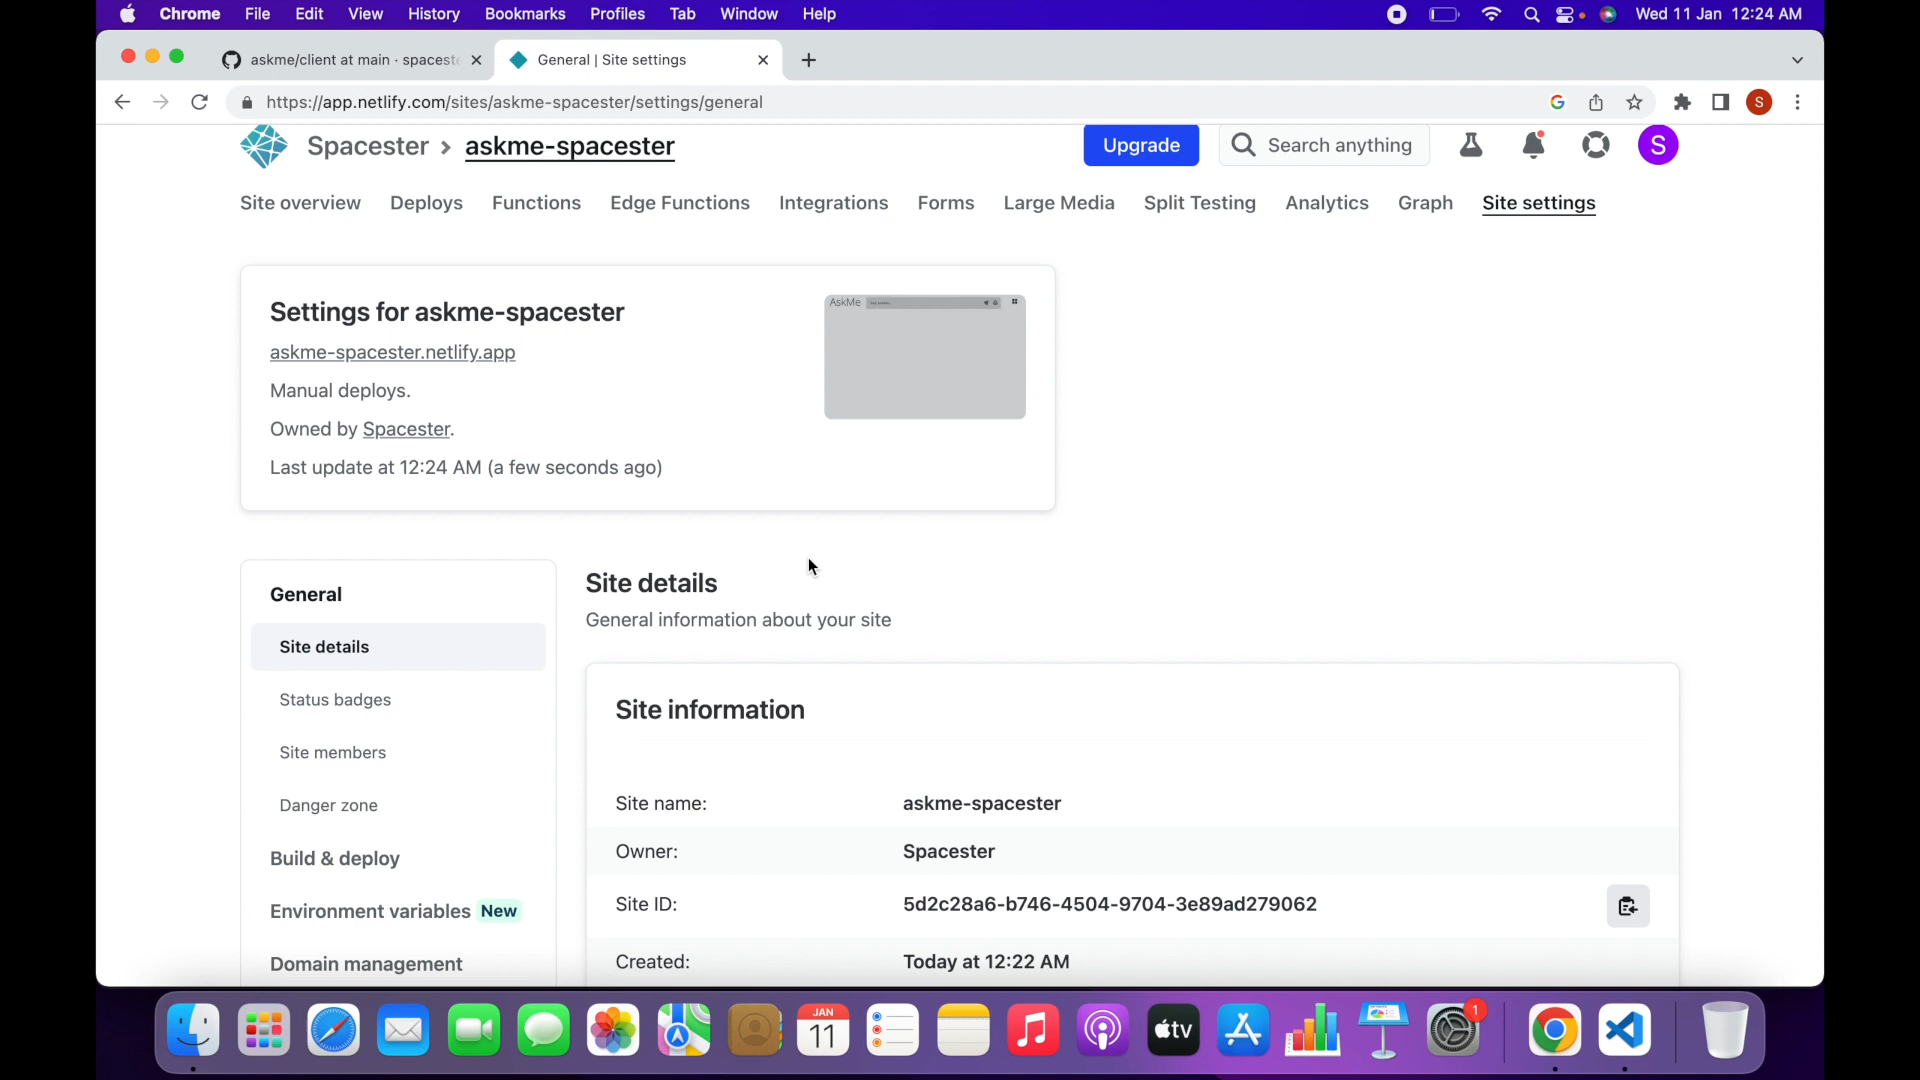 Chrome File Edit View History Bookmarks Profiles Tab Window Help Wed 11 Jan 12:24 AM
askme/client at main · spaceste General | Site settings
https://app.netlify.com/sites/askme-spacester/settings/general S
Spacester askme-spacester Upgrade Search anything S
Site overview Deploys Functions Edge Functions Integrations Forms Large Media Split Testing Analytics Graph Site settings
Settings for askme-spacester
askme-spacester.netlify.app
Manual deploys.
Owned by Spacester.
Last update at 12:24 AM (a few seconds ago)
AskMe
General
Site details
Status badges
Site members
Danger zone
Build & deploy
Environment variables New
Domain management
Site details
General information about your site
Site information
Site name: askme-spacester
Owner: Spacester
Site ID: 5d2c28a6-b746-4504-9704-3e89ad279062
Created: Today at 12:22 AM
JAN
11
tv
1